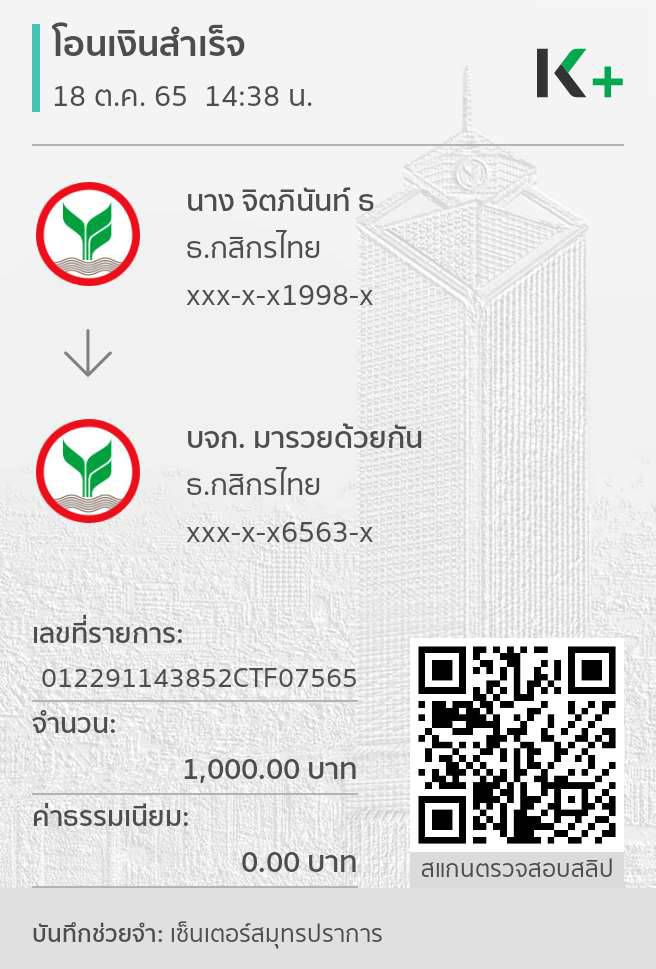 โอนเงินสำเร็จ
18 ต.ค. 65 14:38 น.
K+
นาง จิตภินันท์ ธ
ธ.กสิกรไทย
xxx-x-x1998-x
บจก. มารวยด้วยกัน
ธ.กสิกรไทย
xxx-x-x6563-x
เลขที่รายการ:
012291143852CTF07565
จำนวน:
1,000.00 บาท
ค่าธรรมเนียม:
0.00 บาท
สแกนตรวจสอบสลิป
บันทึกช่วยจำ: เซ็นเตอร์สมุทรปราการ